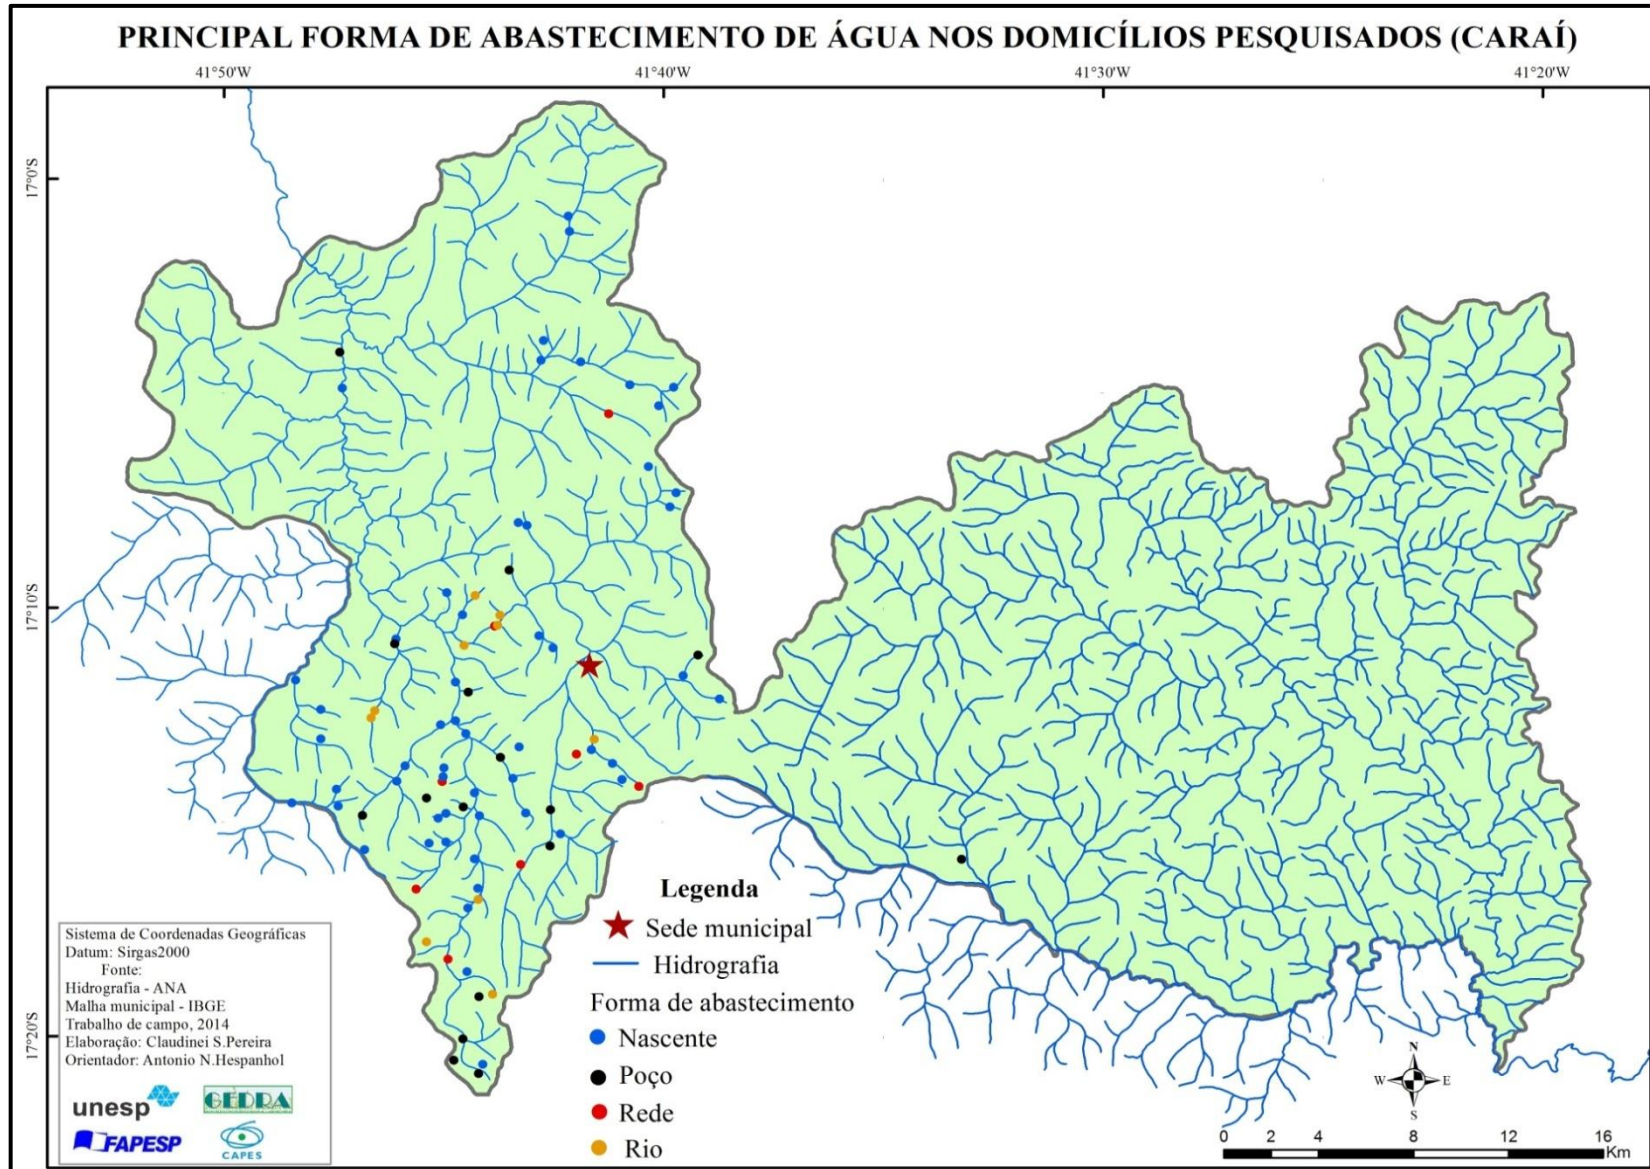 PRINCIPAL FORMA DE ABASTECIMENTO DE ÁGUA NOS DOMICÍLIOS PESQUISADOS (CARAÍ)
41°50'W 41°40'W 41°30'W 41°20'W
17°0'S
17°10'S
17°20'S
Legenda
Sede municipal
Hidrografia
Forma de abastecimento
Nascente
Poço
Rede
Rio
Sistema de Coordenadas Geográficas
Datum: Sirgas2000
Fonte:
Hidrografia - ANA
Malha municipal - IBGE
Trabalho de campo, 2014
Elaboração: Claudinei S.Pereira
Orientador: Antonio N.Hespanhol
unesp
GEDRA
FAPESP
CAPES
N
W E
S
0 2 4 8 12 16
Km